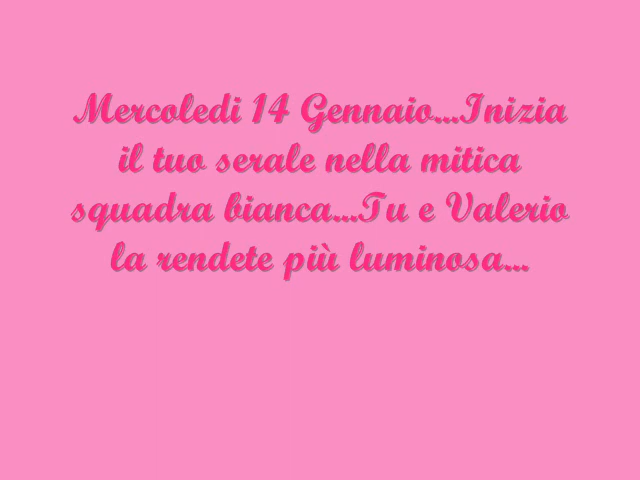 Mercoledi 14 Gennaio...Inizia
il tuo serale nella mitica
squadra bianca...Tu e Valerio
la rendete più luminosa...